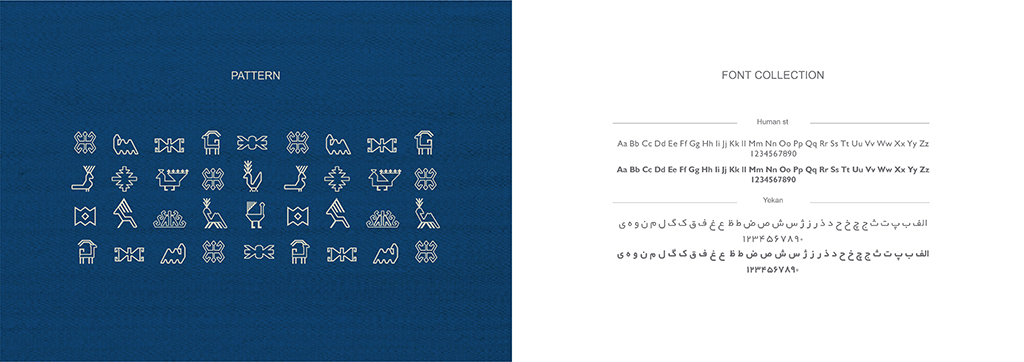 PATTERN
FONT COLLECTION
Human st
Aa Bb Cc Dd Ee Ff Gg Hh Ii Jj Kk ll Mm Nn Oo Pp Qq Rr Ss Tt Uu Vv Ww Xx Yy Zz
1234567890
Aa Bb Cc Dd Ee Ff Gg Hh Ii Jj Kk ll Mm Nn Oo Pp Qq Rr Ss Tt Uu Vv Ww Xx Yy Zz
1234567890
Yekan
الف ب پ ت ث ج چ خ ح د ذ ر ز ژ س ش ص ض ط ظ ع غ ف ق ک گ ل م ن و ه ی
۱۲۳۴۵۶۷۸۹۰
الف ب پ ت ث ج چ خ ح د ذ ر ز ژ س ش ص ض ط ظ ع غ ف ق ک گ ل م ن و ه ی
۱۲۳۴۵۶۷۸۹۰